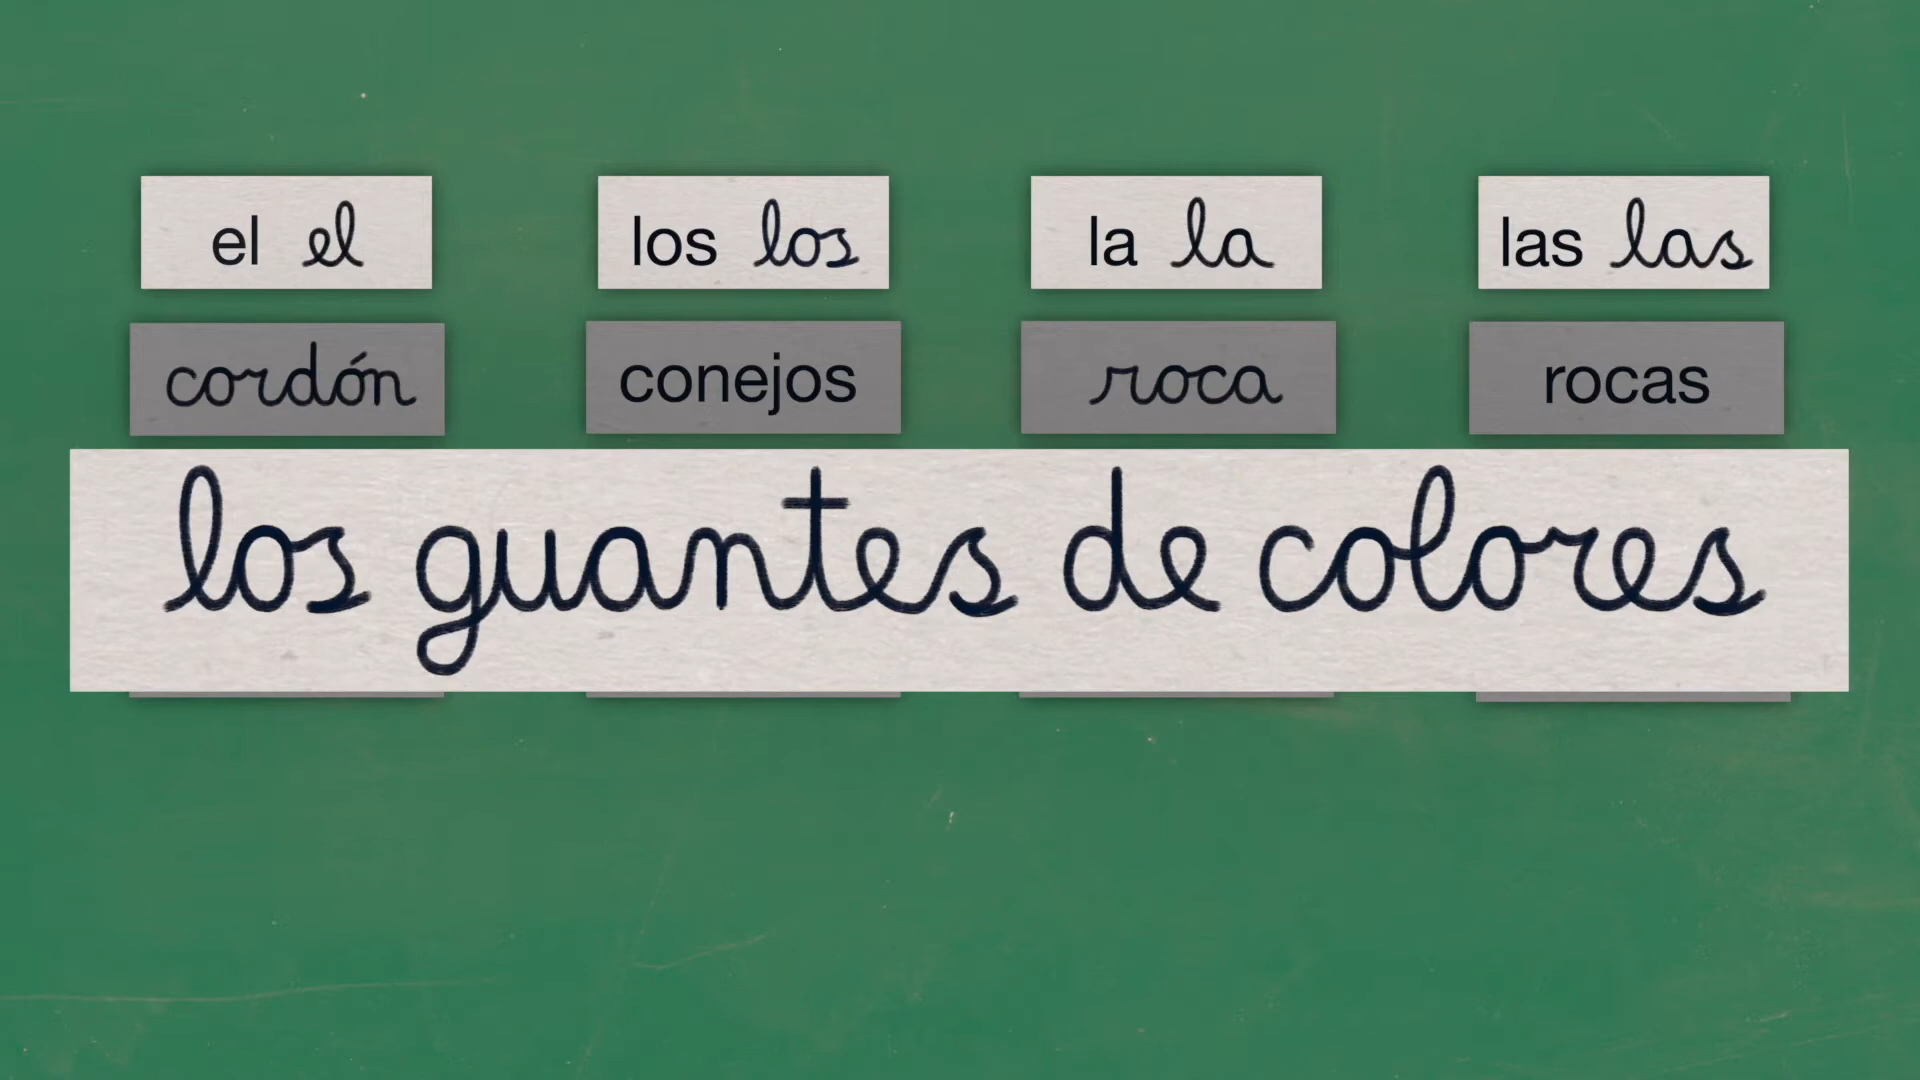 el el los los la la las las
cordón conejos roca rocas
los guantes de colores